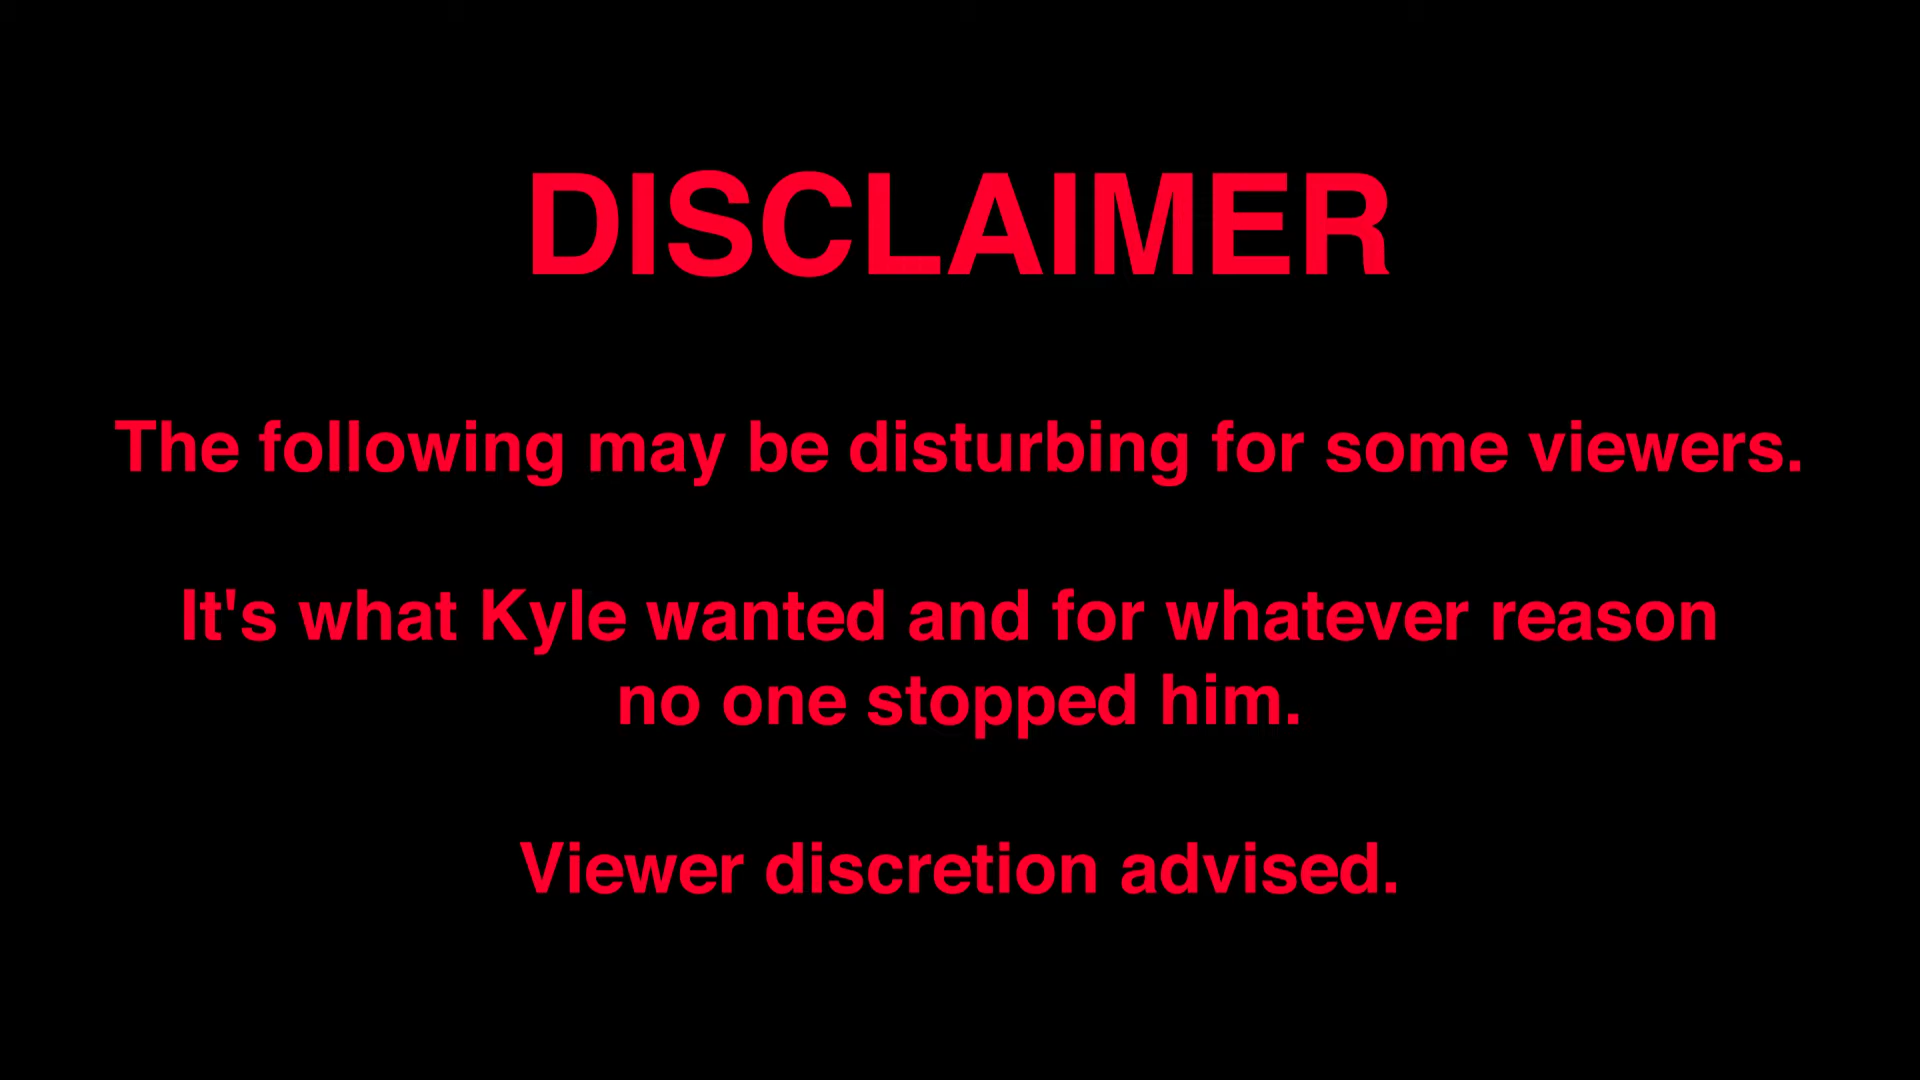 DISCLAIMER
The following may be disturbing for some viewers.
It's what Kyle wanted and for whatever reason
no one stopped him.
Viewer discretion advised.